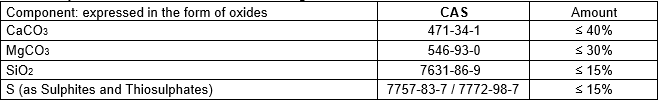 Component: expressed in the form of oxides CAS Amount
CaCO3 471-34-1 ≤ 40%
MgCO3 546-93-0 ≤ 30%
SiO2 7631-86-9 ≤ 15%
S (as Sulphites and Thiosulphates) 7757-83-7 / 7772-98-7 ≤ 15%